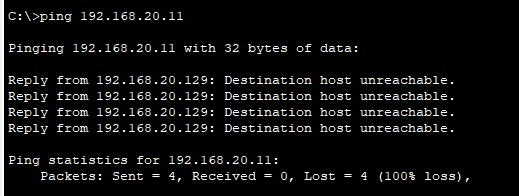 C:\>ping 192.168.20.11
Pinging 192.168.20.11 with 32 bytes of data:
Reply from 192.168.20.129: Destination host unreachable.
Reply from 192.168.20.129: Destination host unreachable.
Reply from 192.168.20.129: Destination host unreachable.
Reply from 192.168.20.129: Destination host unreachable.
Ping statistics for 192.168.20.11:
    Packets: Sent = 4, Received = 0, Lost = 4 (100% loss),